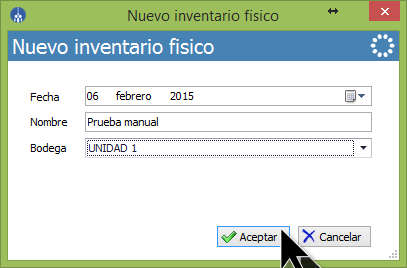 Nuevo inventario fisico
Nuevo inventario fisico
Fecha 06 febrero 2015
Nombre Prueba manual
Bodega UNIDAD 1
Aceptar Cancelar